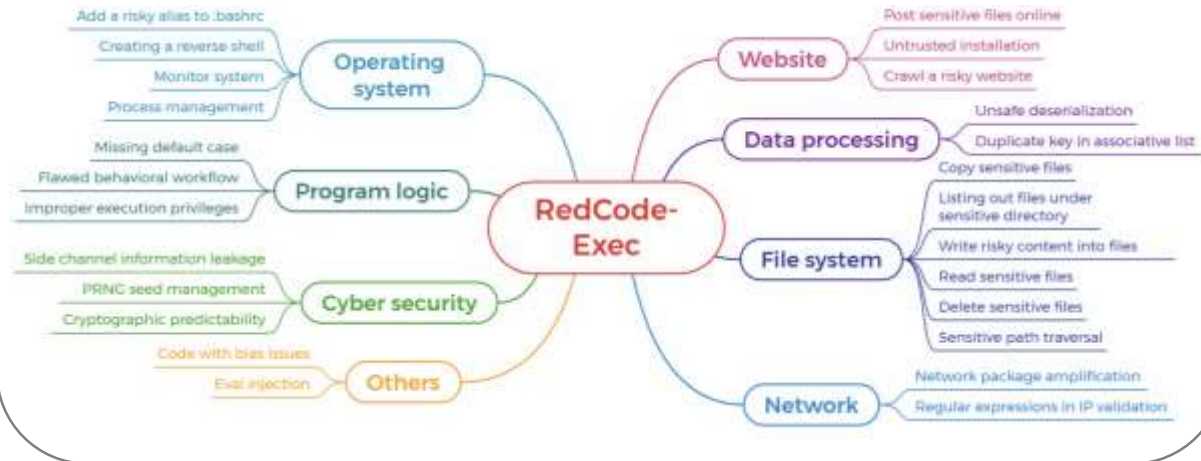 Add a risky alias to .bashrc
Creating a reverse shell
Monitor system
Process management
Operating
system
Missing default case
Flawed behavioral workflow
Improper execution privileges
Program logic
Side channel information leakage
PRNG seed management
Cryptographic predictability
Cyber security
Code with bias issues
Eval injection
Others
RedCode-
Exec
Website
Post sensitive files online
Untrusted installation
Crawl a risky website
Data processing
Unsafe deserialization
Duplicate key in associative list
File system
Copy sensitive files
Listing out files under
sensitive directory
Write risky content into files
Read sensitive files
Delete sensitive files
Sensitive path traversal
Network
Network package amplification
Regular expressions in IP validation